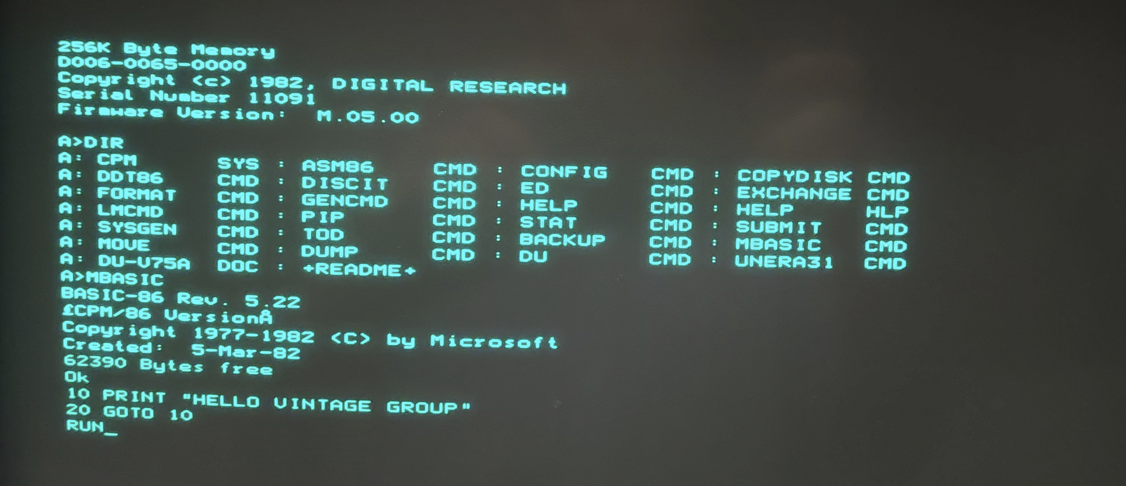 256K Byte Memory
D006-0065-0000
Copyright <c> 1982, DIGITAL RESEARCH
Serial Number 11091
Firmware Version:  M.05.00
A>DIR
A: CPM      SYS : ASM86    CMD : CONFIG   CMD : COPYDISK CMD
A: DDT86    CMD : DISCIT   CMD : ED       CMD : EXCHANGE CMD
A: FORMAT   CMD : GENCMD   CMD : HELP     CMD : HELP     HLP
A: LMCMD    CMD : PIP      CMD : STAT     CMD : SUBMIT   CMD
A: SYSGEN   CMD : TOD      CMD : BACKUP   CMD : MBASIC   CMD
A: MOVE     CMD : DUMP     CMD : DU       CMD : UNERA31  CMD
A: DU-V75A  DOC : +README+
A>MBASIC
BASIC-86 Rev. 5.22
£CPM/86 VersionÅ
Copyright 1977-1982 <C> by Microsoft
Created:  5-Mar-82
62390 Bytes free
Ok
10 PRINT "HELLO VINTAGE GROUP"
20 GOTO 10
RUN_